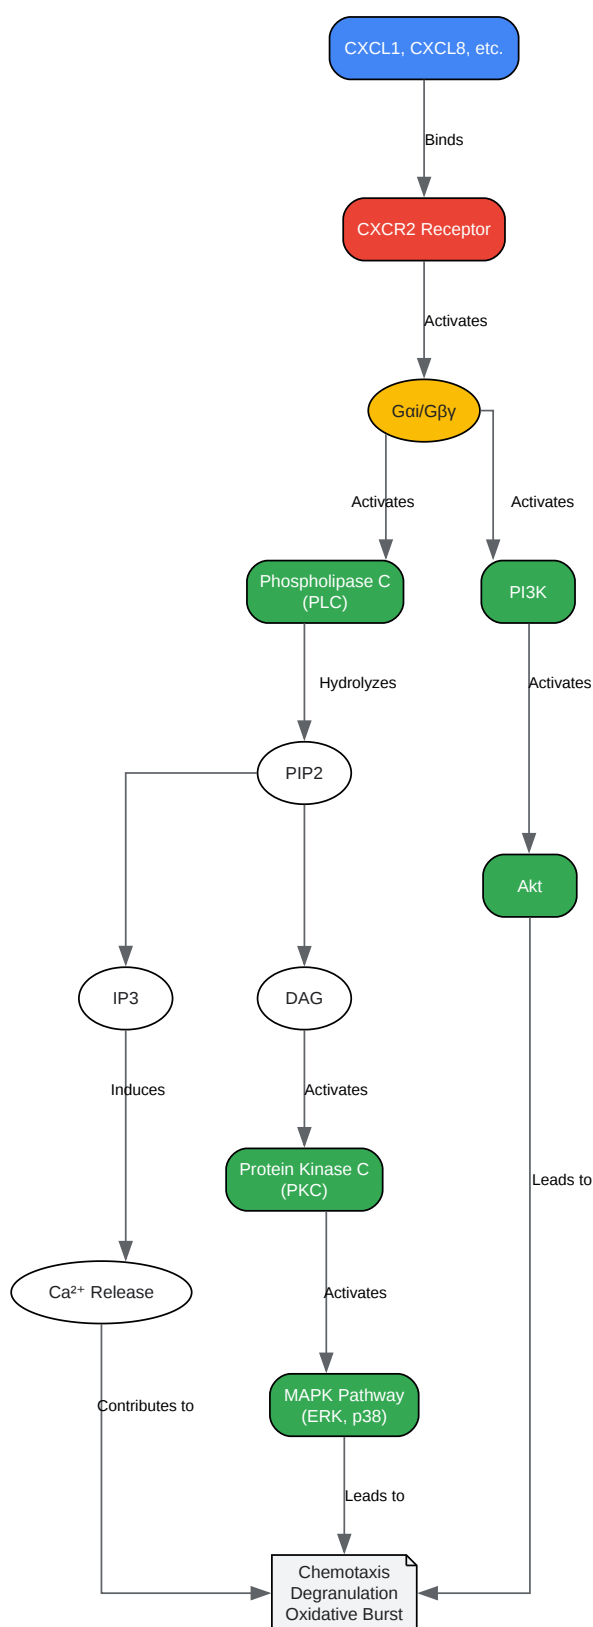 CXCL1, CXCL8, etc.
Binds
CXCR2 Receptor
Activates
Gαi/Gβγ
Activates
Activates
Phospholipase C
(PLC)
PI3K
Hydrolyzes
Activates
PIP2
Akt
IP3
DAG
Induces
Activates
Protein Kinase C
(PKC)
Leads to
Ca²⁺ Release
Activates
MAPK Pathway
(ERK, p38)
Contributes to
Leads to
Chemotaxis
Degranulation
Oxidative Burst